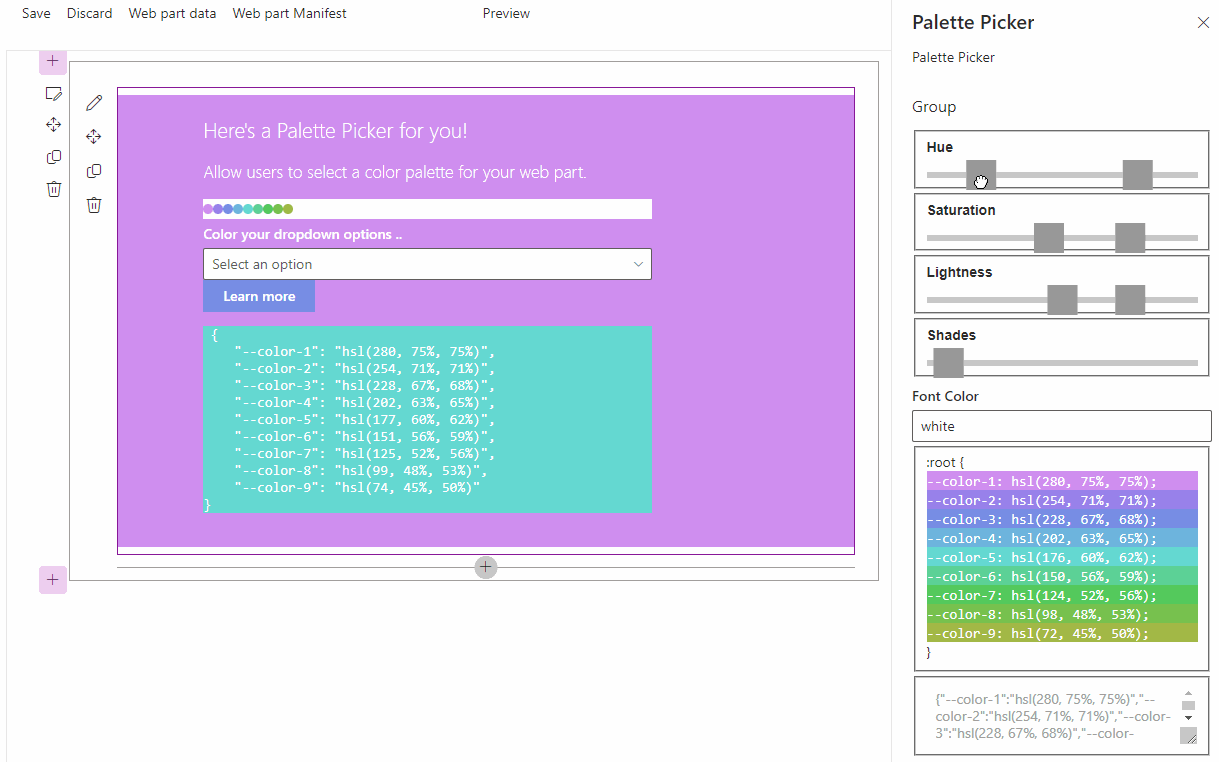 Save Discard Web part data Web part Manifest Preview
Here's a Palette Picker for you!
Allow users to select a color palette for your web part.
Color your dropdown options ..
Select an option
Learn more
{
"--color-1": "hsl(280, 75%, 75%)",
"--color-2": "hsl(254, 71%, 71%)",
"--color-3": "hsl(228, 67%, 68%)",
"--color-4": "hsl(202, 63%, 65%)",
"--color-5": "hsl(177, 60%, 62%)",
"--color-6": "hsl(151, 56%, 59%)",
"--color-7": "hsl(125, 52%, 56%)",
"--color-8": "hsl(99, 48%, 53%)",
"--color-9": "hsl(74, 45%, 50%)"
}
Palette Picker
Palette Picker
Group
Hue
Saturation
Lightness
Shades
Font Color
white
:root {
--color-1: hsl(280, 75%, 75%);
--color-2: hsl(254, 71%, 71%);
--color-3: hsl(228, 67%, 68%);
--color-4: hsl(202, 63%, 65%);
--color-5: hsl(176, 60%, 62%);
--color-6: hsl(150, 56%, 59%);
--color-7: hsl(124, 52%, 56%);
--color-8: hsl(98, 48%, 53%);
--color-9: hsl(72, 45%, 50%);
}
{"--color-1":"hsl(280, 75%, 75%)","--
color-2":"hsl(254, 71%, 71%)","--color-
3":"hsl(228, 67%, 68%)","--color-